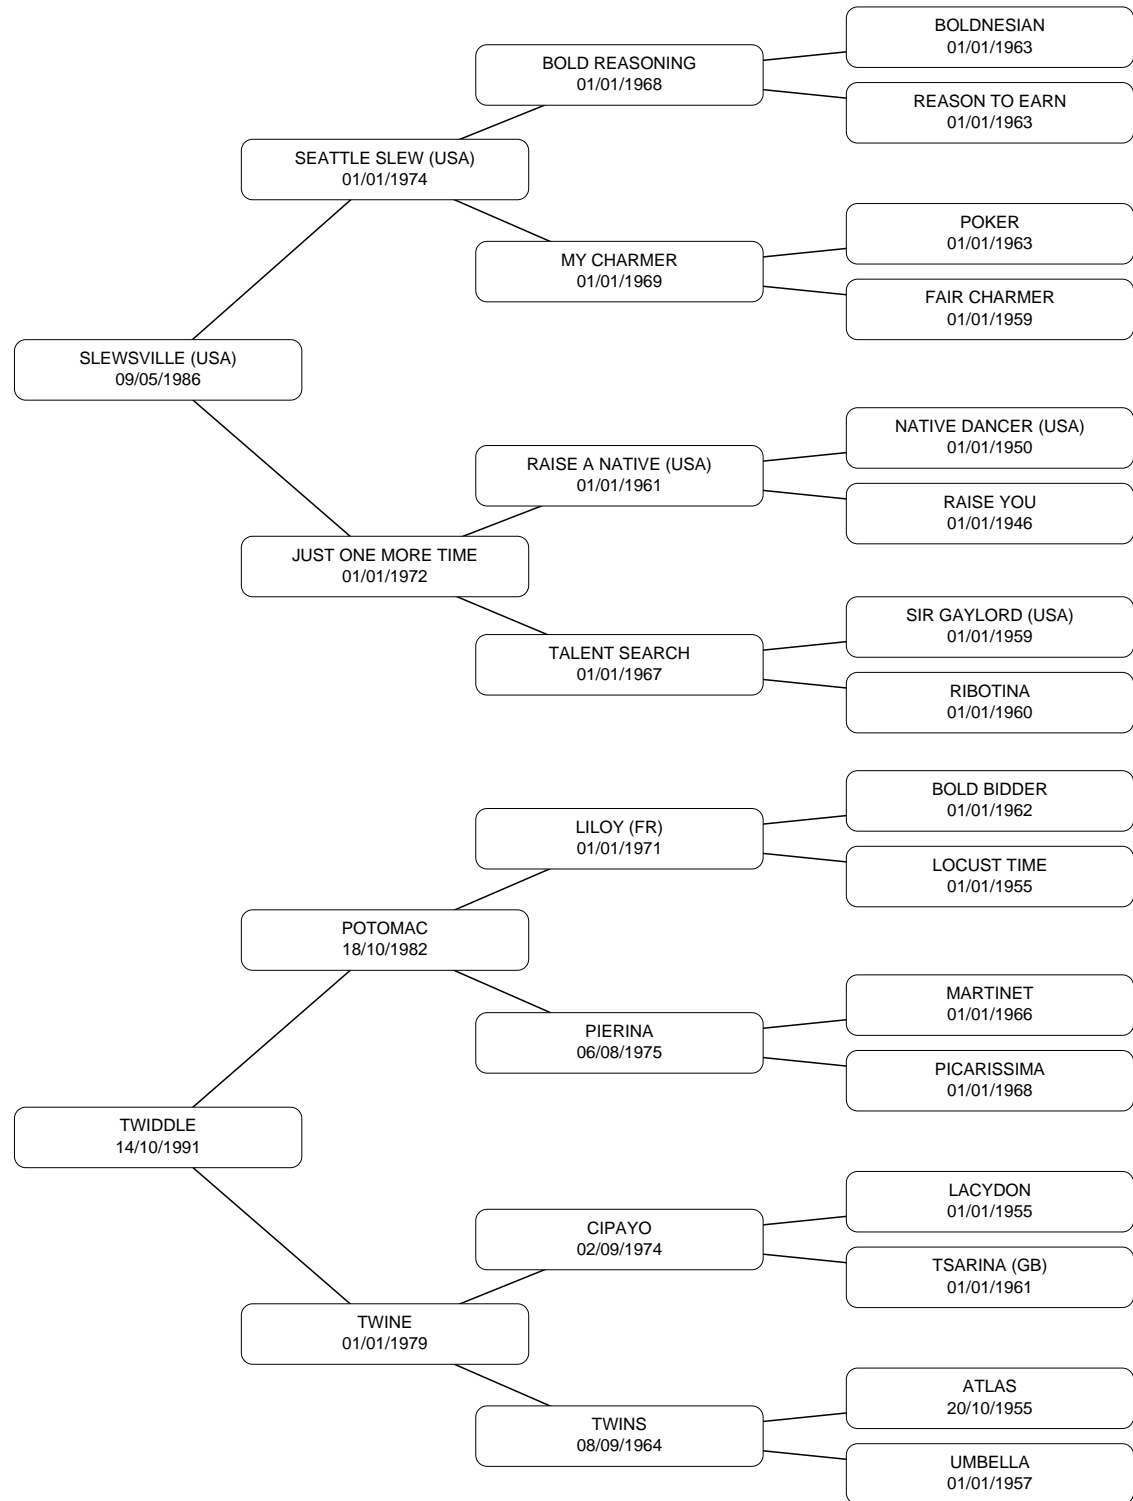 BOLDNESIAN
01/01/1963
BOLD REASONING
01/01/1968
REASON TO EARN
01/01/1963
SEATTLE SLEW (USA)
01/01/1974
POKER
01/01/1963
MY CHARMER
01/01/1969
FAIR CHARMER
01/01/1959
SLEWSVILLE (USA)
09/05/1986
NATIVE DANCER (USA)
01/01/1950
RAISE A NATIVE (USA)
01/01/1961
RAISE YOU
01/01/1946
JUST ONE MORE TIME
01/01/1972
SIR GAYLORD (USA)
01/01/1959
TALENT SEARCH
01/01/1967
RIBOTINA
01/01/1960
BOLD BIDDER
01/01/1962
LILOY (FR)
01/01/1971
LOCUST TIME
01/01/1955
POTOMAC
18/10/1982
MARTINET
01/01/1966
PIERINA
06/08/1975
PICARISSIMA
01/01/1968
TWIDDLE
14/10/1991
LACYDON
01/01/1955
CIPAYO
02/09/1974
TSARINA (GB)
01/01/1961
TWINE
01/01/1979
ATLAS
20/10/1955
TWINS
08/09/1964
UMBELLA
01/01/1957